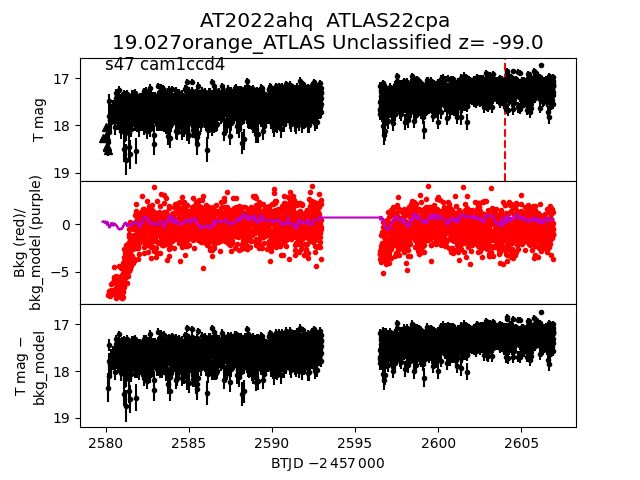 AT2022ahq  ATLAS22cpa
19.027orange_ATLAS Unclassified z= -99.0
s47 cam1ccd4
17
18
19
T mag
0
−5
Bkg (red)/
bkg_model (purple)
17
18
19
T mag −
bkg_model
2580 2585 2590 2595 2600 2605
BTJD −2 457 000